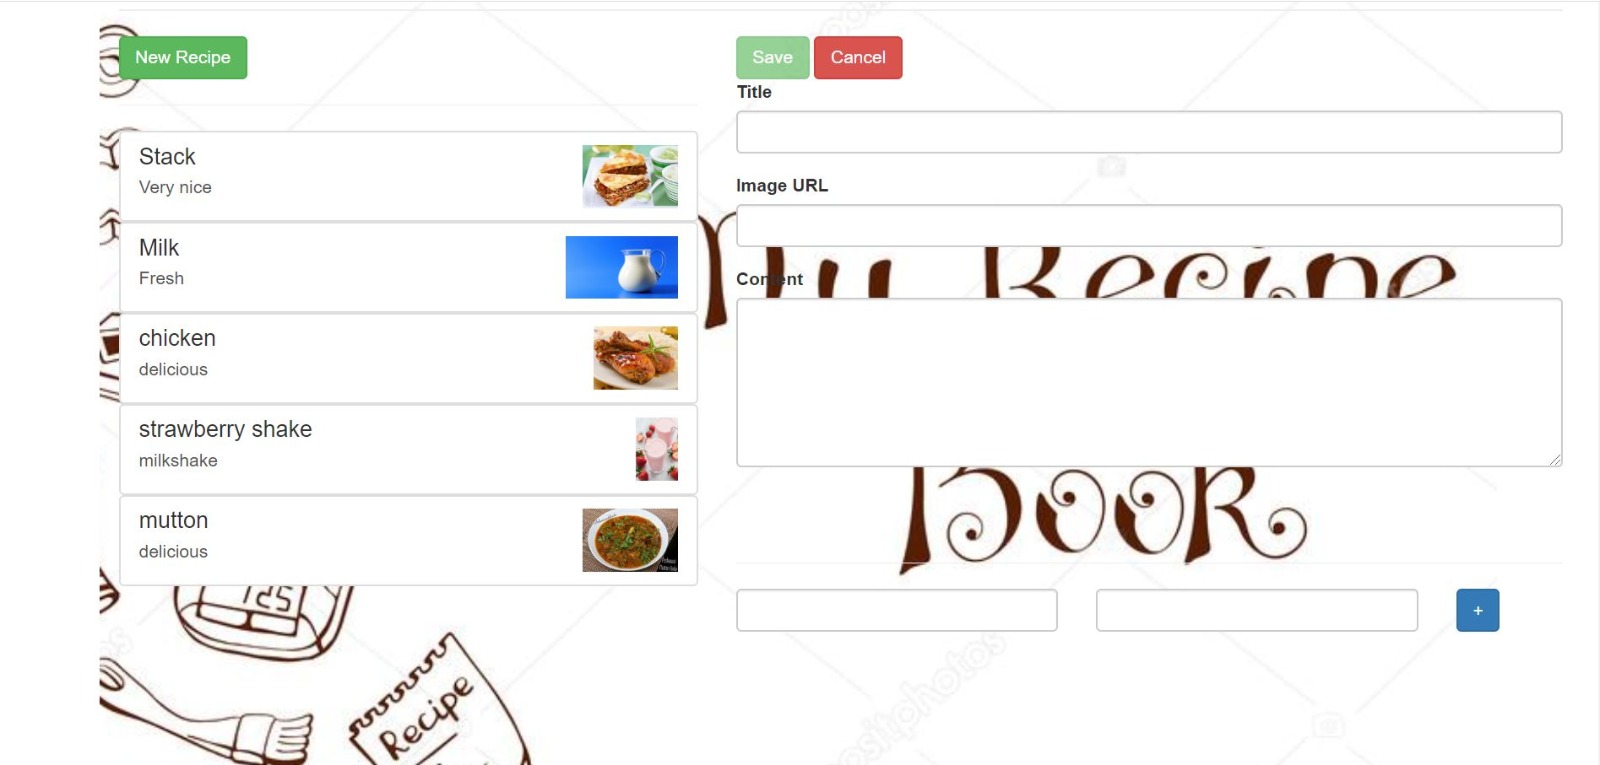 New Recipe
Stack
Very nice
Milk
Fresh
chicken
delicious
strawberry shake
milkshake
mutton
delicious
Save Cancel
Title
Image URL
Content
My Recipe
Book
+
125
Recipe
depositphotos